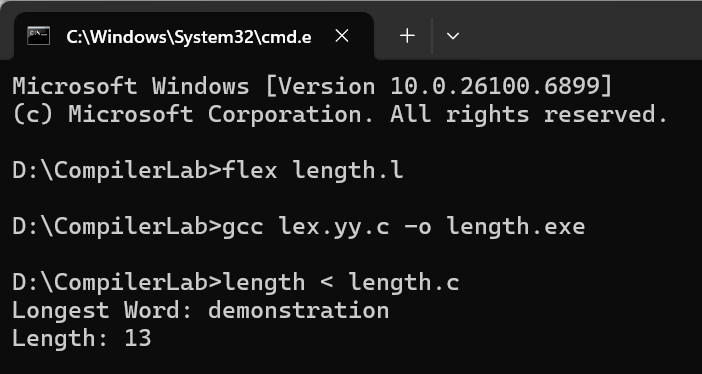 C:\Windows\System32\cmd.e
Microsoft Windows [Version 10.0.26100.6899]
(c) Microsoft Corporation. All rights reserved.
D:\CompilerLab>flex length.l
D:\CompilerLab>gcc lex.yy.c -o length.exe
D:\CompilerLab>length < length.c
Longest Word: demonstration
Length: 13